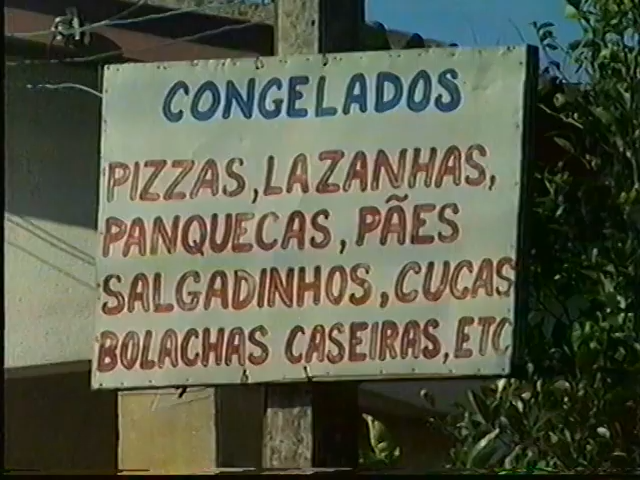 CONGELADOS
PIZZAS, LAZANHAS,
PANQUECAS, PÃES
SALGADINHOS, CUCAS
BOLACHAS CASEIRAS, ETC